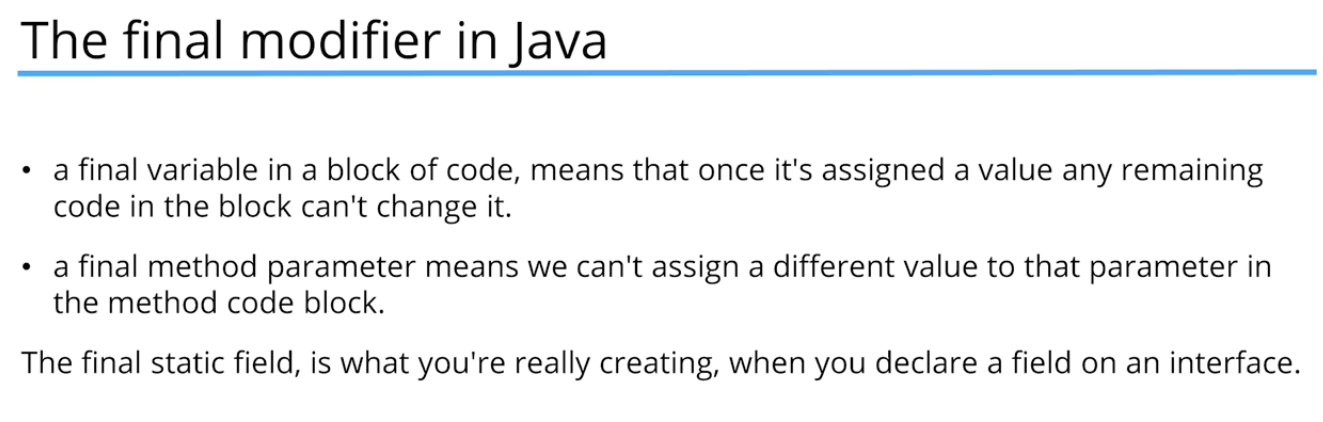 The final modifier in Java
• a final variable in a block of code, means that once it's assigned a value any remaining
code in the block can't change it.
• a final method parameter means we can't assign a different value to that parameter in
the method code block.
The final static field, is what you're really creating, when you declare a field on an interface.